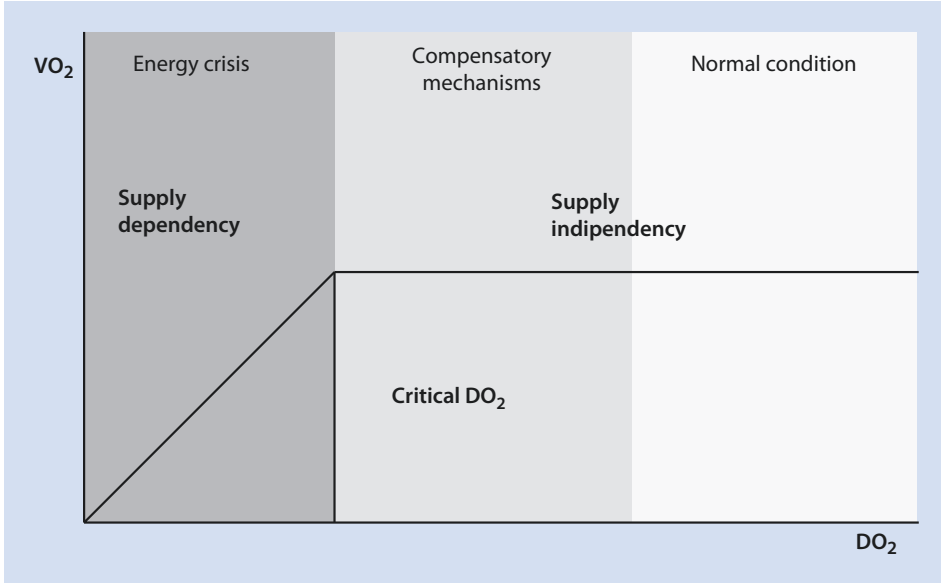 VO₂
Energy crisis
Compensatory
mechanisms
Normal condition
Supply
dependency
Supply
indipendency
Critical DO₂
DO₂